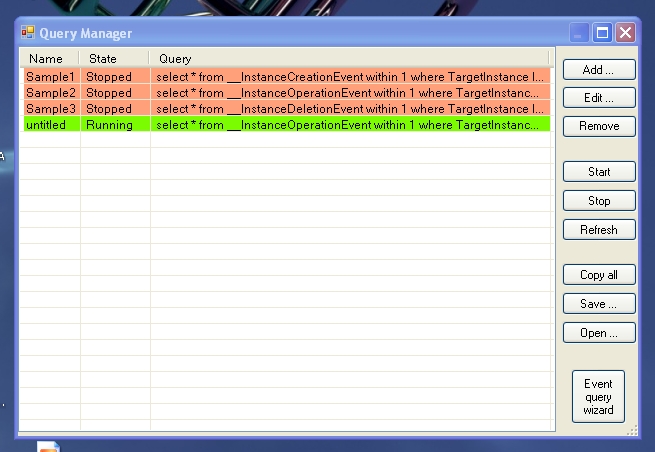 Query Manager
Name State Query
Sample1 Stopped select * from __InstanceCreationEvent within 1 where TargetInstance I...
Sample2 Stopped select * from __InstanceOperationEvent within 1 where TargetInstanc...
Sample3 Stopped select * from __InstanceDeletionEvent within 1 where TargetInstance I...
untitled Running select * from __InstanceOperationEvent within 1 where TargetInstanc...
Add ...
Edit ...
Remove
Start
Stop
Refresh
Copy all
Save ...
Open ...
Event
query
wizard